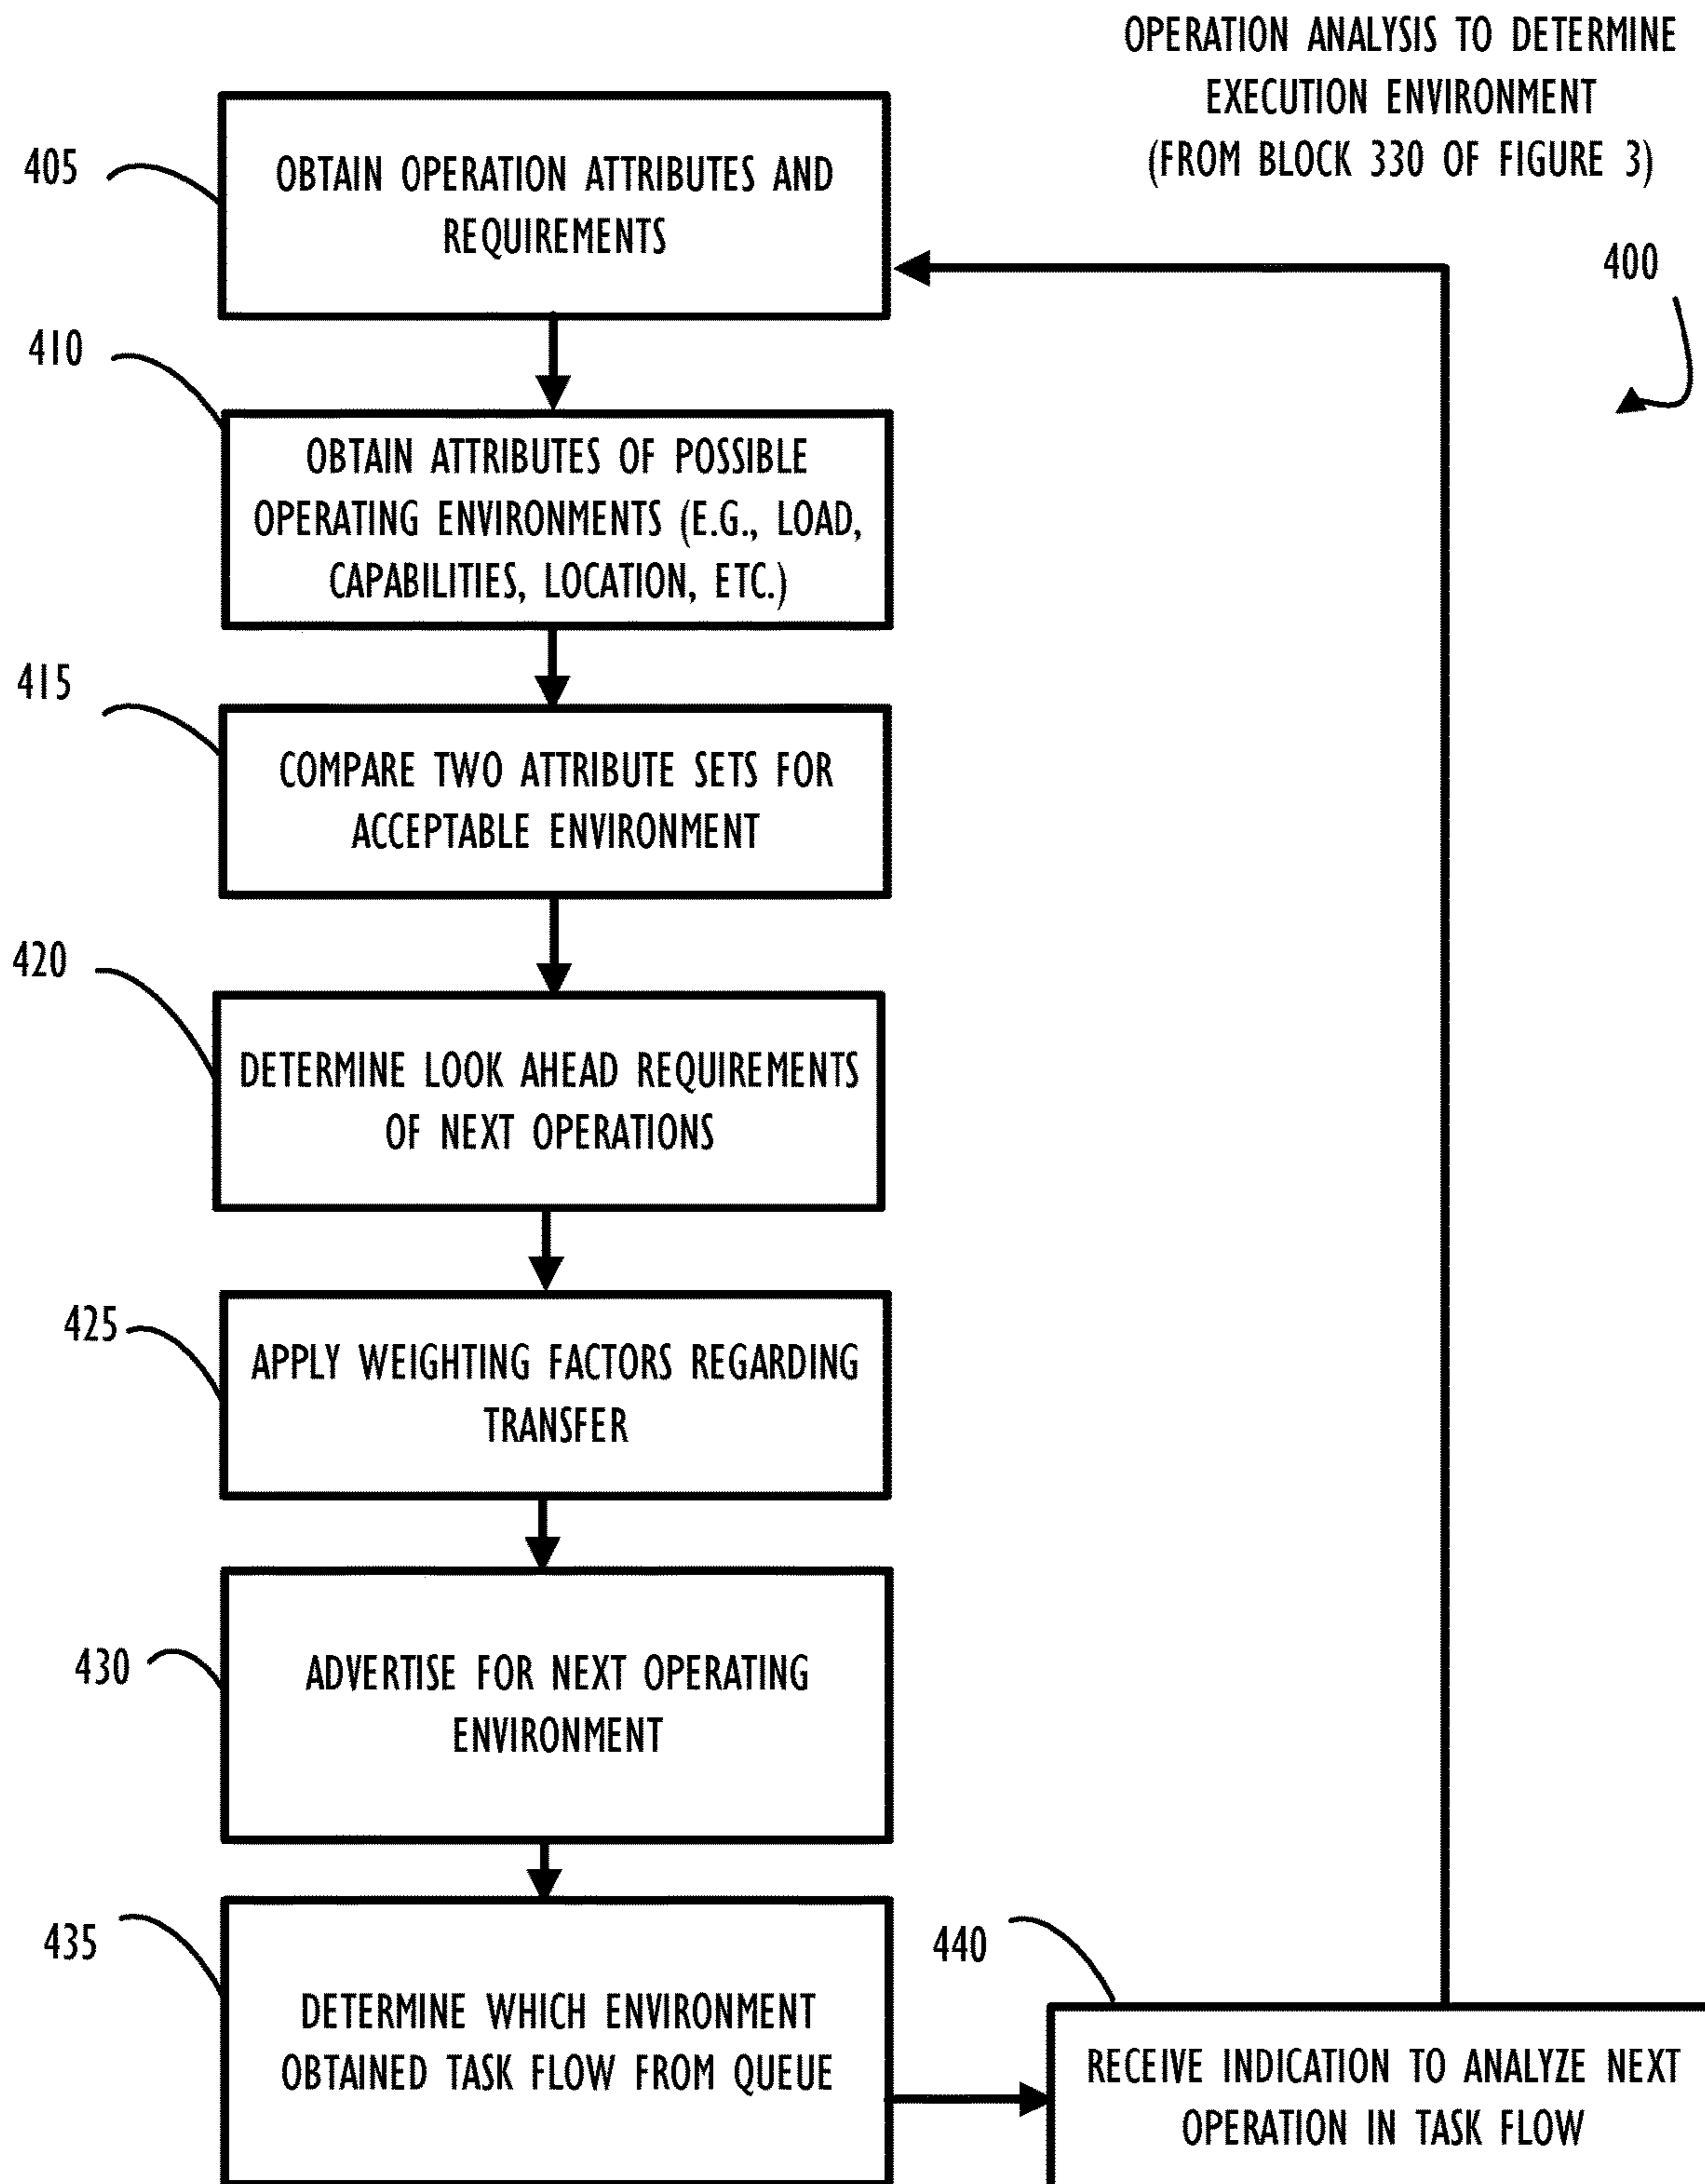 OPERATION ANALYSIS TO DETERMINE
EXECUTION ENVIRONMENT
(FROM BLOCK 330 OF FIGURE 3)
400
405
OBTAIN OPERATION ATTRIBUTES AND
REQUIREMENTS
410
OBTAIN ATTRIBUTES OF POSSIBLE
OPERATING ENVIRONMENTS (E.G., LOAD,
CAPABILITIES, LOCATION, ETC.)
415
COMPARE TWO ATTRIBUTE SETS FOR
ACCEPTABLE ENVIRONMENT
420
DETERMINE LOOK AHEAD REQUIREMENTS
OF NEXT OPERATIONS
425
APPLY WEIGHTING FACTORS REGARDING
TRANSFER
430
ADVERTISE FOR NEXT OPERATING
ENVIRONMENT
435
DETERMINE WHICH ENVIRONMENT
OBTAINED TASK FLOW FROM QUEUE
440
RECEIVE INDICATION TO ANALYZE NEXT
OPERATION IN TASK FLOW